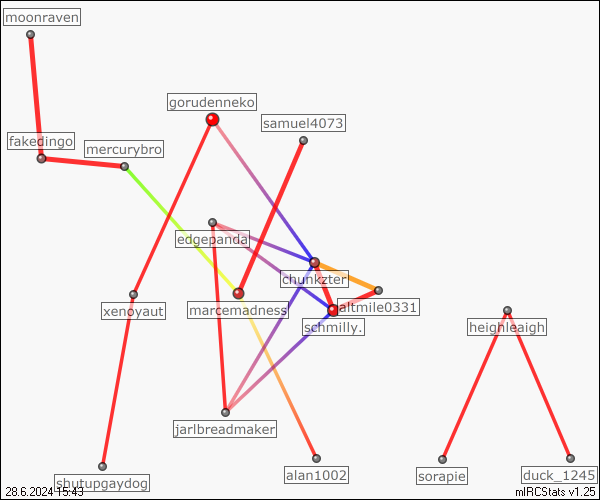 moonraven
gorudenneko
samuel4073
fakedingo
mercurybro
edgepanda
chunkzter
xenoyaut
marcemadness
altmile0331
schmilly.
heighleaigh
jarlbreadmaker
alan1002
sorapie
duck_1245
shutupgaydog
28.6.2024 15:43
mIRCStats v1.25